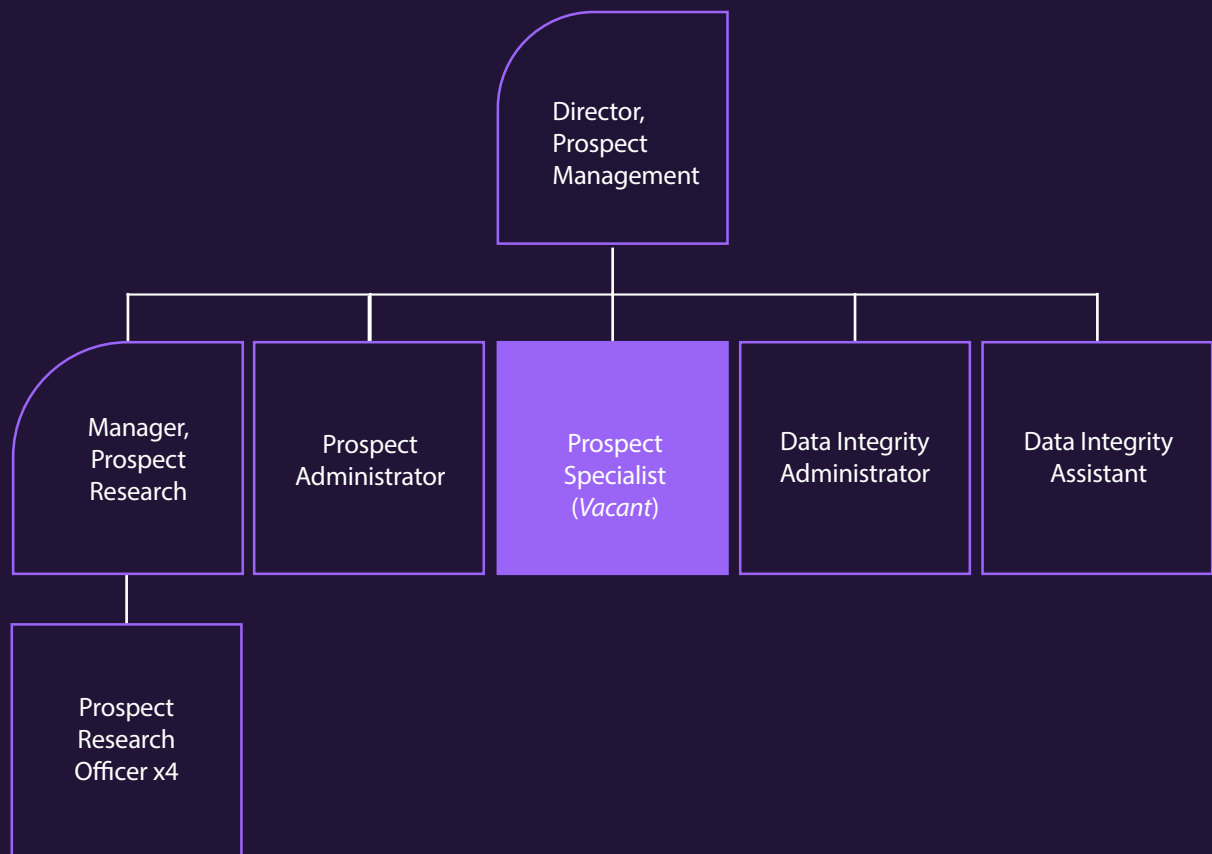 Director,
Prospect
Management
Manager,
Prospect
Research
Prospect
Administrator
Prospect
Specialist
(Vacant)
Data Integrity
Administrator
Data Integrity
Assistant
Prospect
Research
Officer x4